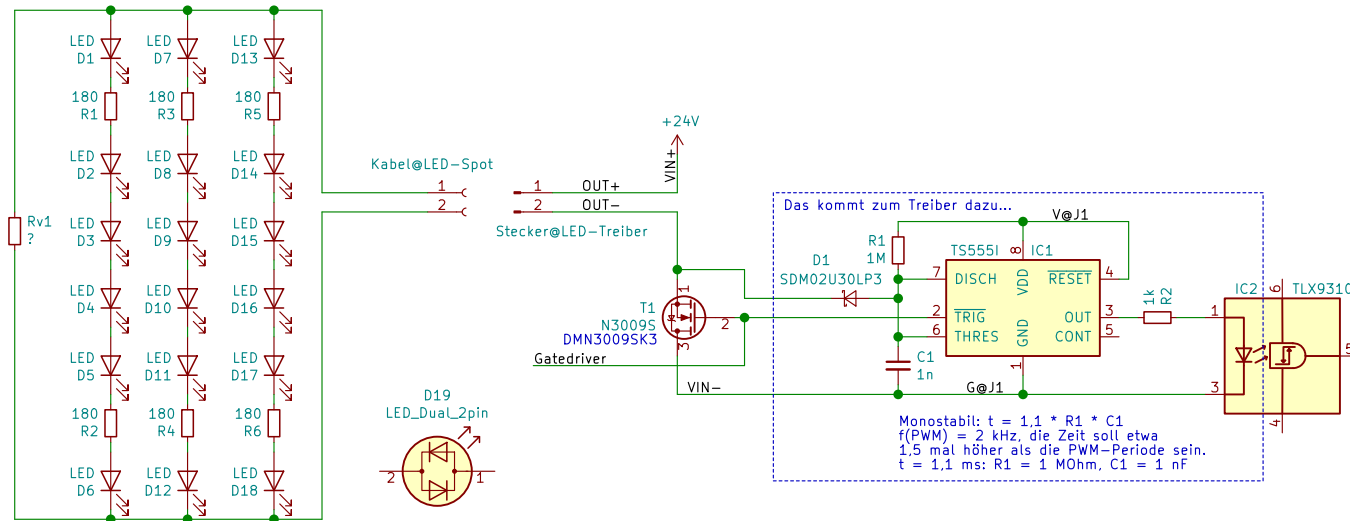 LED
D1
LED
D7
LED
D13
180
R1
180
R3
180
R5
LED
D2
LED
D8
LED
D14
Rv1
?
LED
D3
LED
D9
LED
D15
LED
D4
LED
D10
LED
D16
LED
D5
LED
D11
LED
D17
180
R2
180
R4
180
R6
LED
D6
LED
D12
LED
D18
Kabel@LED-Spot
1
2
1
2
OUT+
OUT-
Stecker@LED-Treiber
+24V
VIN+
T1
N3009S
DMN3009SK3
1
2
3
Gatedriver
VIN-
D19
LED_Dual_2pin
2
1
Das kommt zum Treiber dazu...
V@J1
R1
1M
D1
SDM02U30LP3
TS555I
IC1
8
7
DISCH
VDD
RESET
4
2
TRIG
OUT
3
6
THRES
GND
CONT
5
1
C1
1n
G@J1
1k
R2
IC2
TLX9310
6
1
5
3
4
Monostabil: t = 1,1 * R1 * C1
f(PWM) = 2 kHz, die Zeit soll etwa
1,5 mal höher als die PWM-Periode sein.
t = 1,1 ms: R1 = 1 MOhm, C1 = 1 nF